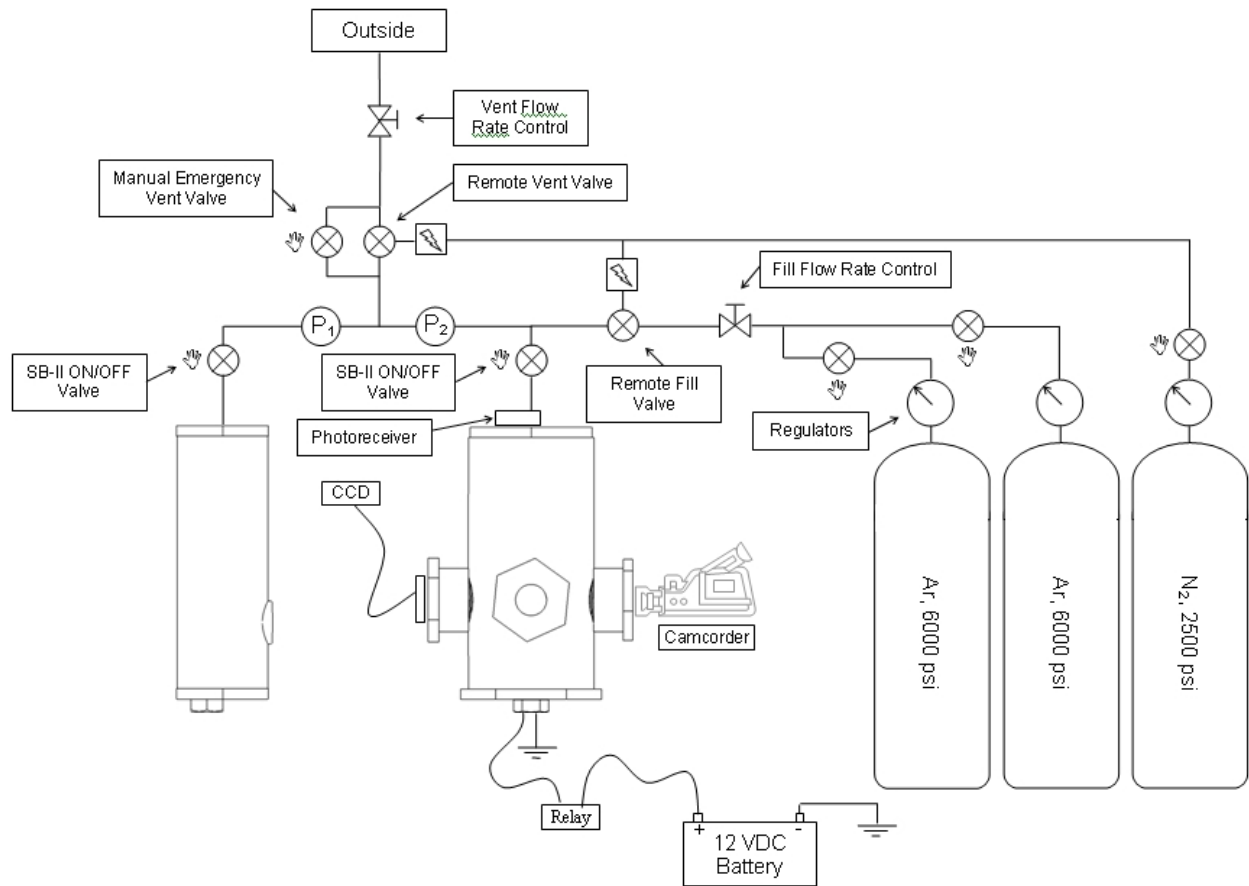 Outside
Vent Flow
Rate Control
Manual Emergency
Vent Valve
Remote Vent Valve
Fill Flow Rate Control
P1
P2
SB-II ON/OFF
Valve
SB-II ON/OFF
Valve
Remote Fill
Valve
Photoreceiver
Regulators
CCD
Camcorder
Ar, 6000 psi
Ar, 6000 psi
N2, 2500 psi
Relay
+ -
12 VDC
Battery